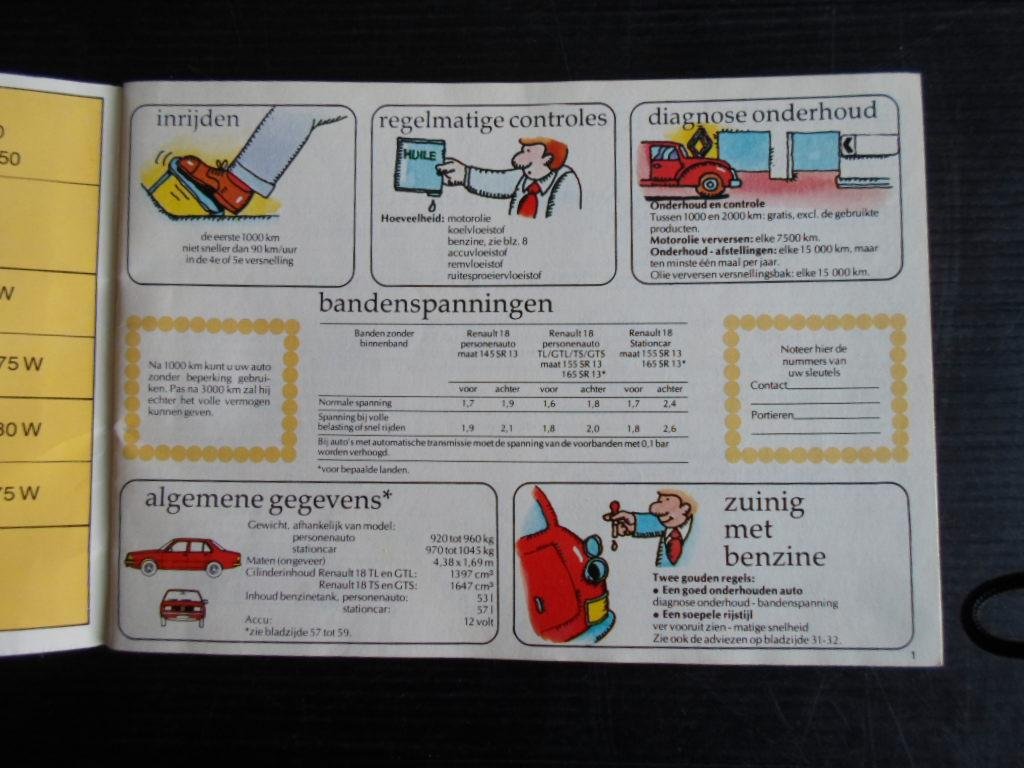 50
W
75 W
80 W
75 W
inrijden
de eerste 1000 km
niet sneller dan 90 km/uur
in de 4e of 5e versnelling
regelmatige controles
HUILE
Hoeveelheid: motorolie
koelvloeistof
benzine, zie blz. 8
accuvloeistof
remvloeistof
ruitesproeiervloeistof
diagnose onderhoud
Onderhoud en controle
Tussen 1000 en 2000 km: gratis, excl. de gebruikte
producten.
Motorolie verversen: elke 7500 km.
Onderhoud - afstellingen: elke 15 000 km, maar
ten minste één maal per jaar.
Olie verversen versnellingsbak: elke 15 000 km.
Na 1000 km kunt u uw auto
zonder beperking gebrui-
ken. Pas na 3000 km zal hij
echter het volle vermogen
kunnen geven.
bandenspanningen
Banden zonder binnenband Renault 18 personenauto maat 145 SR 13 Renault 18 personenauto TL/GTL/TS/GTS maat 155 SR 13 165 SR 13* Renault 18 Stationcar maat 155 SR 13 165 SR 13*
voor achter voor achter voor achter
Normale spanning 1,7 1,9 1,6 1,8 1,7 2,4
Spanning bij volle
belasting of snel rijden 1,9 2,1 1,8 2,0 1,8 2,6
Bij auto's met automatische transmissie moet de spanning van de voorbanden met 0,1 bar
worden verhoogd.
*voor bepaalde landen.
Noteer hier de
nummers van
uw sleutels
Contact
Portieren
algemene gegevens*
Gewicht, afhankelijk van model:
personenauto 920 tot 960 kg
stationcar 970 tot 1045 kg
Maten (ongeveer) 4,38 x 1,69 m
Cilinderinhoud Renault 18 TL en GTL: 1397 cm³
Renault 18 TS en GTS: 1647 cm³
Inhoud benzinetank, personenauto: 53 l
stationcar: 57 l
Accu: 12 volt
*zie bladzijde 57 tot 59.
zuinig
met
benzine
Twee gouden regels:
• Een goed onderhouden auto
diagnose onderhoud - bandenspanning
• Een soepele rijstijl
ver vooruit zien - matige snelheid
Zie ook de adviezen op bladzijde 31-32.
1